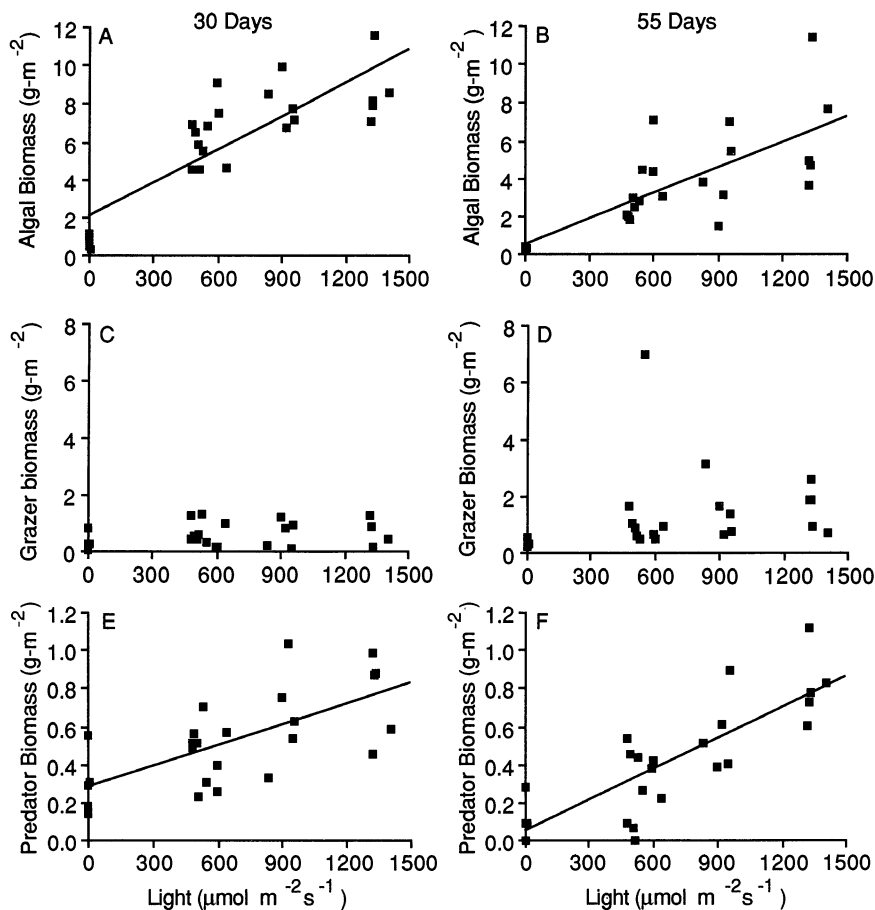 30 Days
55 Days
A
Algal Biomass (g-m⁻²)
12
10
8
6
4
2
0
0 300 600 900 1200 1500
B
Algal Biomass (g-m⁻²)
12
10
8
6
4
2
0
0 300 600 900 1200 1500
C
Grazer biomass (g-m⁻²)
8
6
4
2
0
0 300 600 900 1200 1500
D
Grazer Biomass (g-m⁻²)
8
6
4
2
0
0 300 600 900 1200 1500
E
Predator Biomass (g-m⁻²)
1.2
1.0
0.8
0.6
0.4
0.2
0.0
0 300 600 900 1200 1500
Light (μmol m⁻²s⁻¹)
F
Predator Biomass (g-m⁻²)
1.2
1.0
0.8
0.6
0.4
0.2
0.0
0 300 600 900 1200 1500
Light (μmol m⁻²s⁻¹)